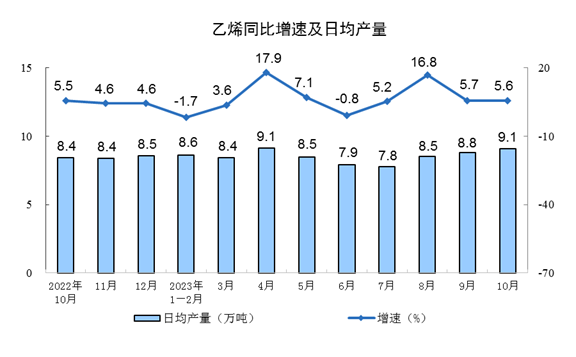 乙烯同比增速及日均产量
15
10
5
0
20
-10
-40
-70
5.5 4.6 4.6 -1.7 3.6 17.9 7.1 -0.8 5.2 16.8 5.7 5.6
8.4 8.4 8.5 8.6 8.4 9.1 8.5 7.9 7.8 8.5 8.8 9.1
2022年 11月 12月 2023年 3月 4月 5月 6月 7月 8月 9月 10月
10月 1—2月
日均产量（万吨） 增速（%）